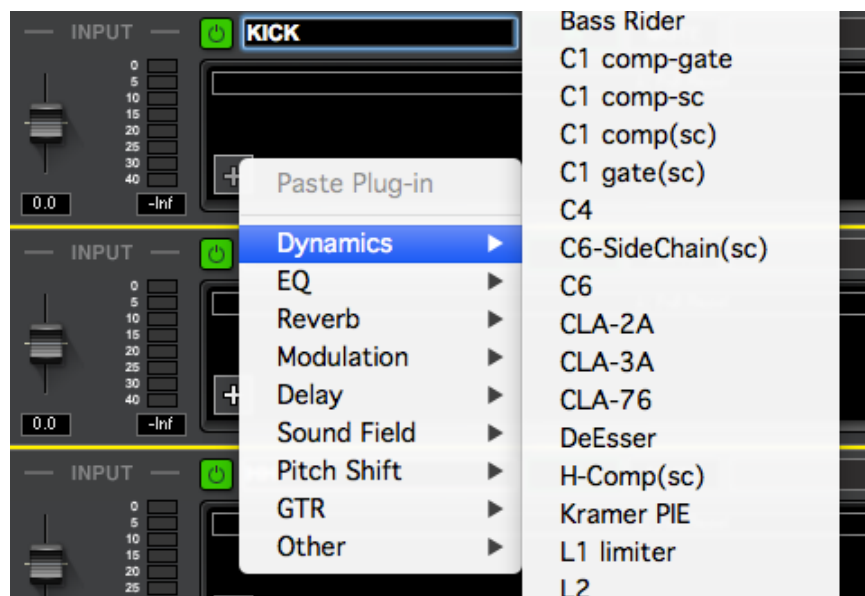 INPUT
KICK
0
5
10
15
20
25
30
40
0.0
-Inf
INPUT
0
5
10
15
20
25
30
40
0.0
-Inf
INPUT
0
5
10
15
20
25
Paste Plug-in
Dynamics
EQ
Reverb
Modulation
Delay
Sound Field
Pitch Shift
GTR
Other
Bass Rider
C1 comp-gate
C1 comp-sc
C1 comp(sc)
C1 gate(sc)
C4
C6-SideChain(sc)
C6
CLA-2A
CLA-3A
CLA-76
DeEsser
H-Comp(sc)
Kramer PIE
L1 limiter
L2